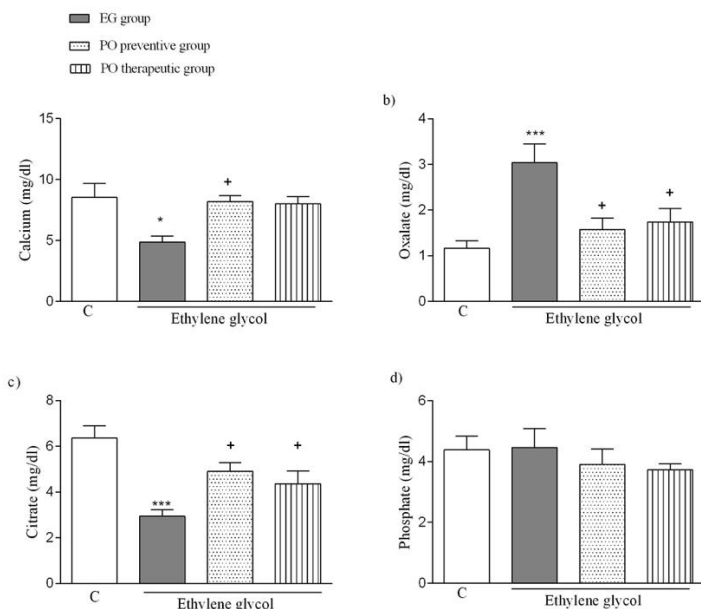 EG group
PO preventive group
PO therapeutic group
Calcium (mg/dl)
15
10
5
0
*
+
C
Ethylene glycol
b)
Oxalate (mg/dl)
4
3
2
1
0
***
+
+
C
Ethylene glycol
c)
Citrate (mg/dl)
8
6
4
2
0
***
+
+
C
Ethylene glycol
d)
Phosphate (mg/dl)
6
4
2
0
C
Ethylene glycol